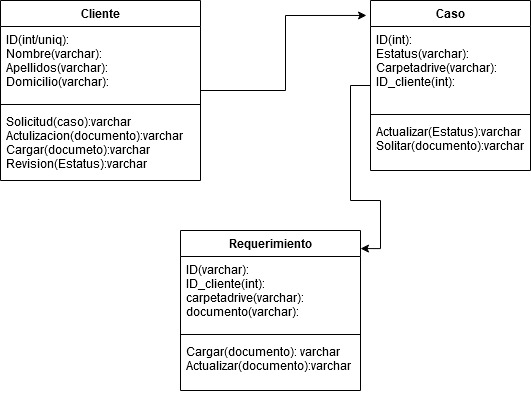 Cliente
ID(int/uniq):
Nombre(varchar):
Apellidos(varchar):
Domicilio(varchar):
Solicitud(caso):varchar
Actulizacion(documento):varchar
Cargar(documeto):varchar
Revision(Estatus):varchar
Caso
ID(int):
Estatus(varchar):
Carpetadrive(varchar):
ID_cliente(int):
Actualizar(Estatus):varchar
Solitar(documento):varchar
Requerimiento
ID(varchar):
ID_cliente(int):
carpetadrive(varchar):
documento(varchar):
Cargar(documento): varchar
Actualizar(documento):varchar